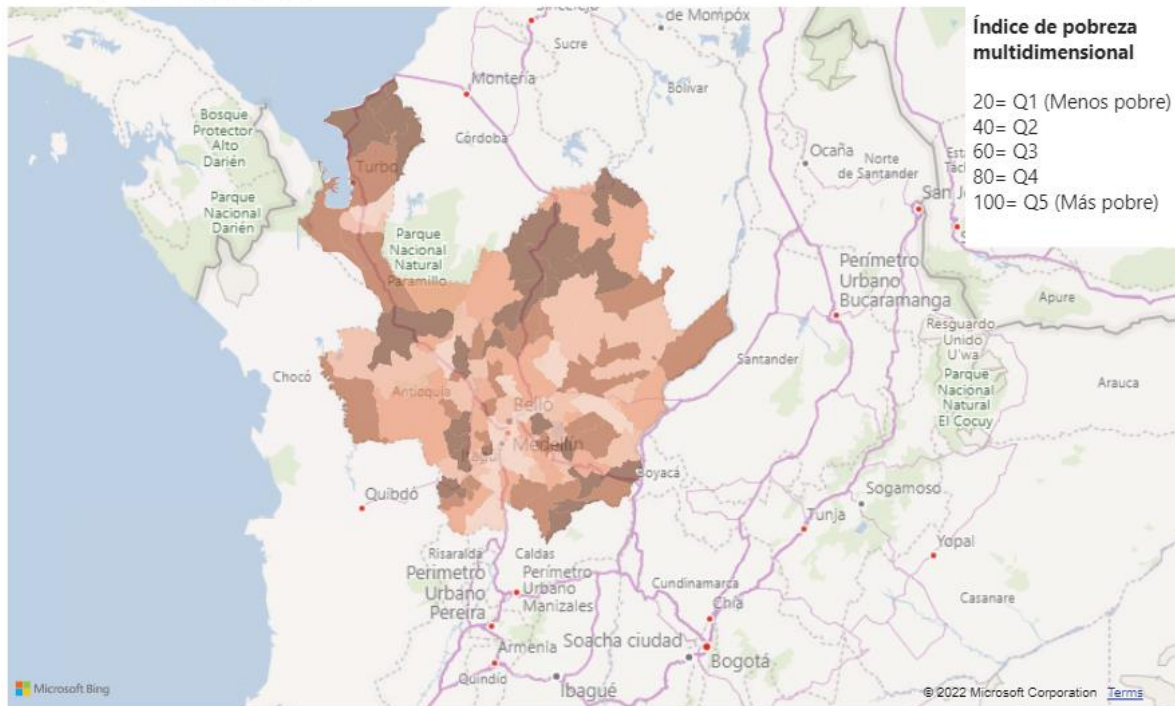 Índice de pobreza
multidimensional
20= Q1 (Menos pobre)
40= Q2
60= Q3
80= Q4
100= Q5 (Más pobre)
de Mompóx
Sucre
Montería
Bolívar
Córdoba
Bosque
Protector
Alto
Darién
Turbo
Ocaña
Norte
de Santander
Parque
Nacional
Darién
Parque
Nacional
Natural
Paramillo
Perímetro
Urbano
Bucaramanga
Apure
Resguardo
Unido
U'wa
Parque
Nacional
Natural
El Cocuy
Santander
Arauca
Chocó
Antioquia
Bello
Medellín
Itagüí
Boyacá
Quibdó
Sogamoso
Tunja
Yopal
Risaralda
Caldas
Perimetro
Urbano
Pereira
Perímetro
Urbano
Manizales
Cundinamarca
Chía
Casanare
Soacha ciudad
Bogotá
Armenia
Quindío
Ibagué
Microsoft Bing
© 2022 Microsoft Corporation Terms